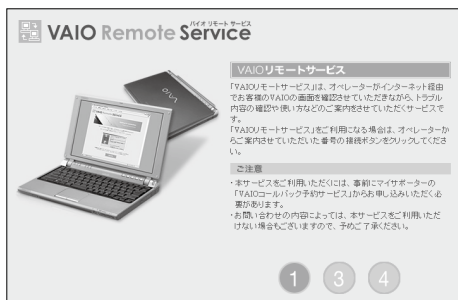 バイオ リモート サービス
VAIO Remote Service
VAIOリモートサービス
「VAIOリモートサービス」は、オペレーターがインターネット経由
でお客様のVAIOの画面を確認させていただきながら、トラブル
内容の確認や使い方などのご案内をさせていただくサービスで
す。
「VAIOリモートサービス」をご利用になる場合は、オペレーターか
らご案内させていただいた番号の接続ボタンをクリックしてくださ
い。
ご注意
・本サービスをご利用いただくには、事前にマイサポーターの
「VAIOコールバック予約サービス」からお申し込みいただく必
要があります。
・お問い合わせの内容によっては、本サービスをご利用いただ
けない場合もございますので、予めご了承ください。
VAIO
1 3 4